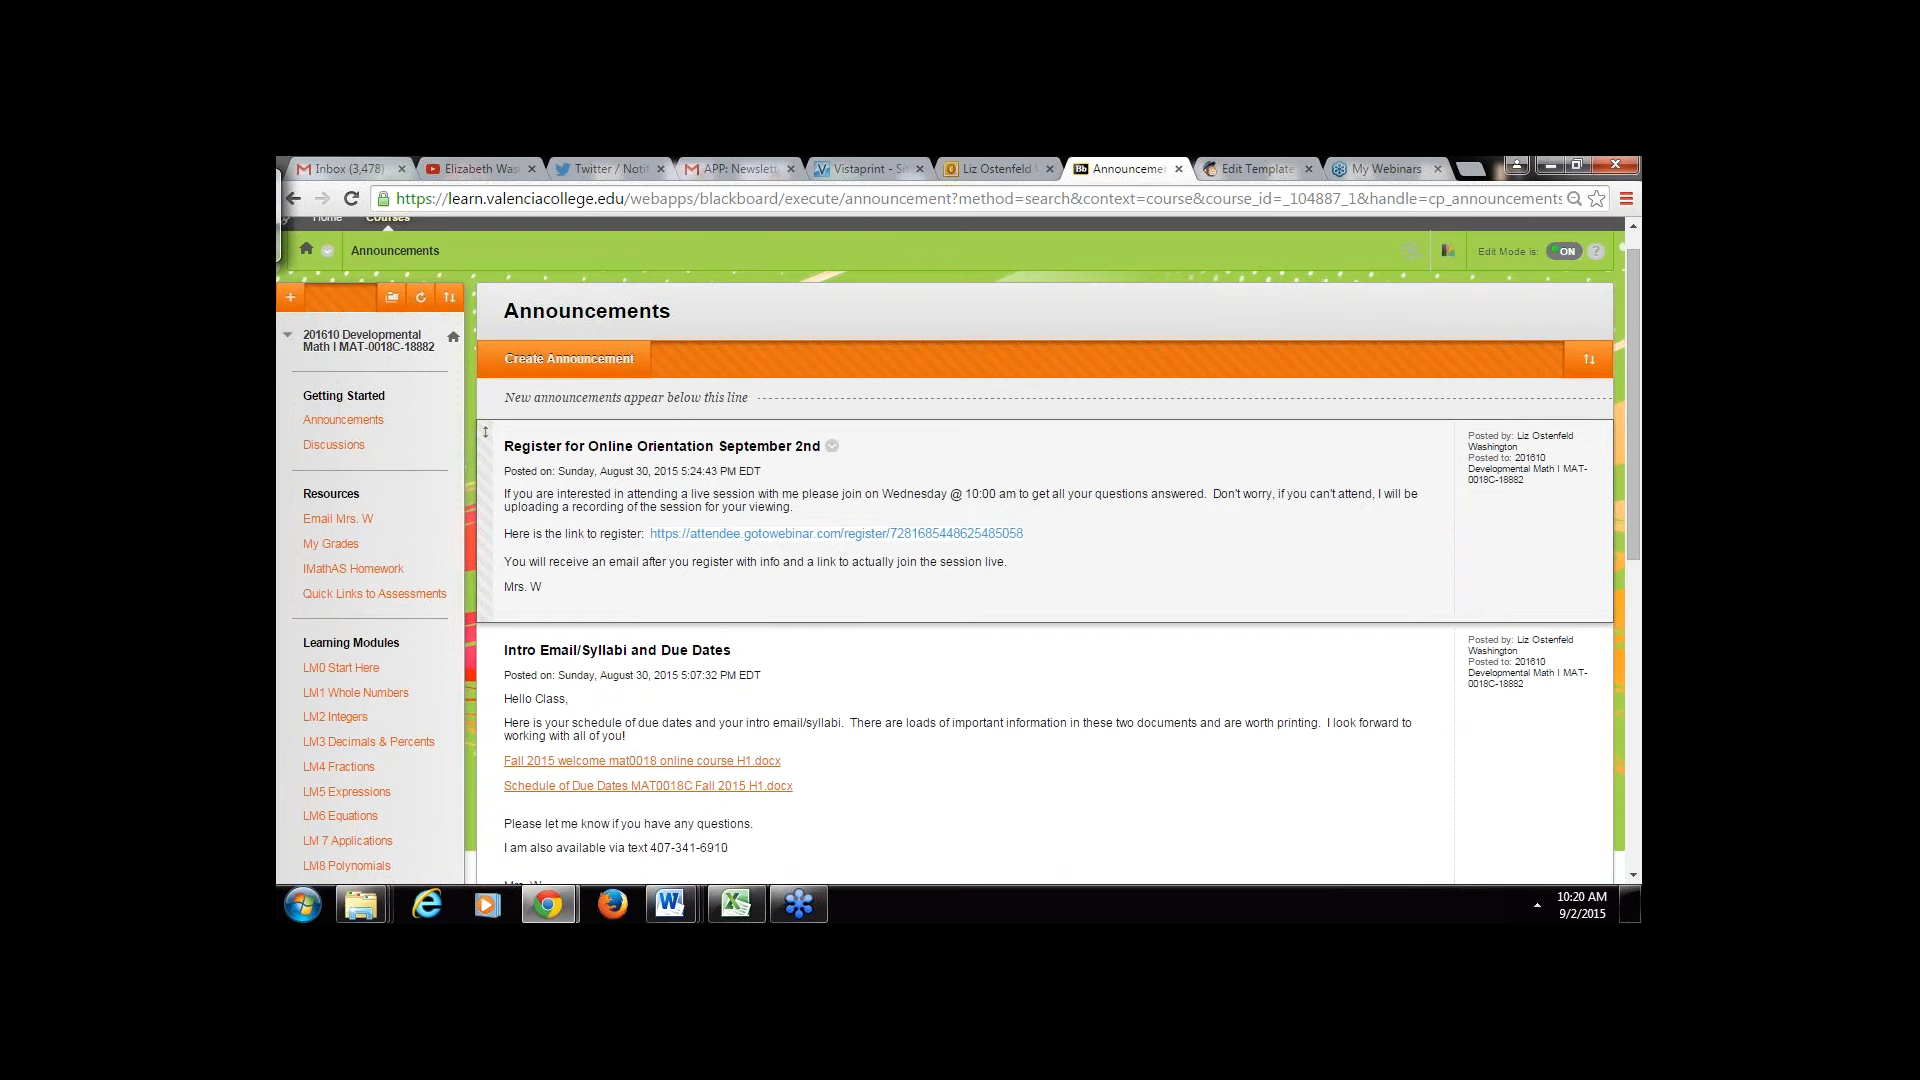 Inbox (3,478)
Elizabeth Was
Twitter / Notif
APP: Newslett
Vistaprint - Sit
Liz Ostenfeld
Announcemen
Edit Template
My Webinars
https://learn.valenciacollege.edu/webapps/blackboard/execute/announcement?method=search&context=course&course_id=_104887_1&handle=cp_announcements
Home
Courses
Announcements
Edit Mode is:
ON
?
201610 Developmental
Math I MAT-0018C-18882
Getting Started
Announcements
Discussions
Resources
Email Mrs. W
My Grades
IMathAS Homework
Quick Links to Assessments
Learning Modules
LM0 Start Here
LM1 Whole Numbers
LM2 Integers
LM3 Decimals & Percents
LM4 Fractions
LM5 Expressions
LM6 Equations
LM 7 Applications
LM8 Polynomials
Announcements
Create Announcement
New announcements appear below this line
Register for Online Orientation September 2nd
Posted on: Sunday, August 30, 2015 5:24:43 PM EDT
If you are interested in attending a live session with me please join on Wednesday @ 10:00 am to get all your questions answered.  Don't worry, if you can't attend, I will be
uploading a recording of the session for your viewing.
Here is the link to register:  https://attendee.gotowebinar.com/register/7281685448625485058
You will receive an email after you register with info and a link to actually join the session live.
Mrs. W
Posted by: Liz Ostenfeld
Washington
Posted to: 201610
Developmental Math I MAT-
0018C-18882
Intro Email/Syllabi and Due Dates
Posted on: Sunday, August 30, 2015 5:07:32 PM EDT
Hello Class,
Here is your schedule of due dates and your intro email/syllabi.  There are loads of important information in these two documents and are worth printing.  I look forward to
working with all of you!
Fall 2015 welcome mat0018 online course H1.docx
Schedule of Due Dates MAT0018C Fall 2015 H1.docx
Please let me know if you have any questions.
I am also available via text 407-341-6910
Mrs. W
Posted by: Liz Ostenfeld
Washington
Posted to: 201610
Developmental Math I MAT-
0018C-18882
10:20 AM
9/2/2015